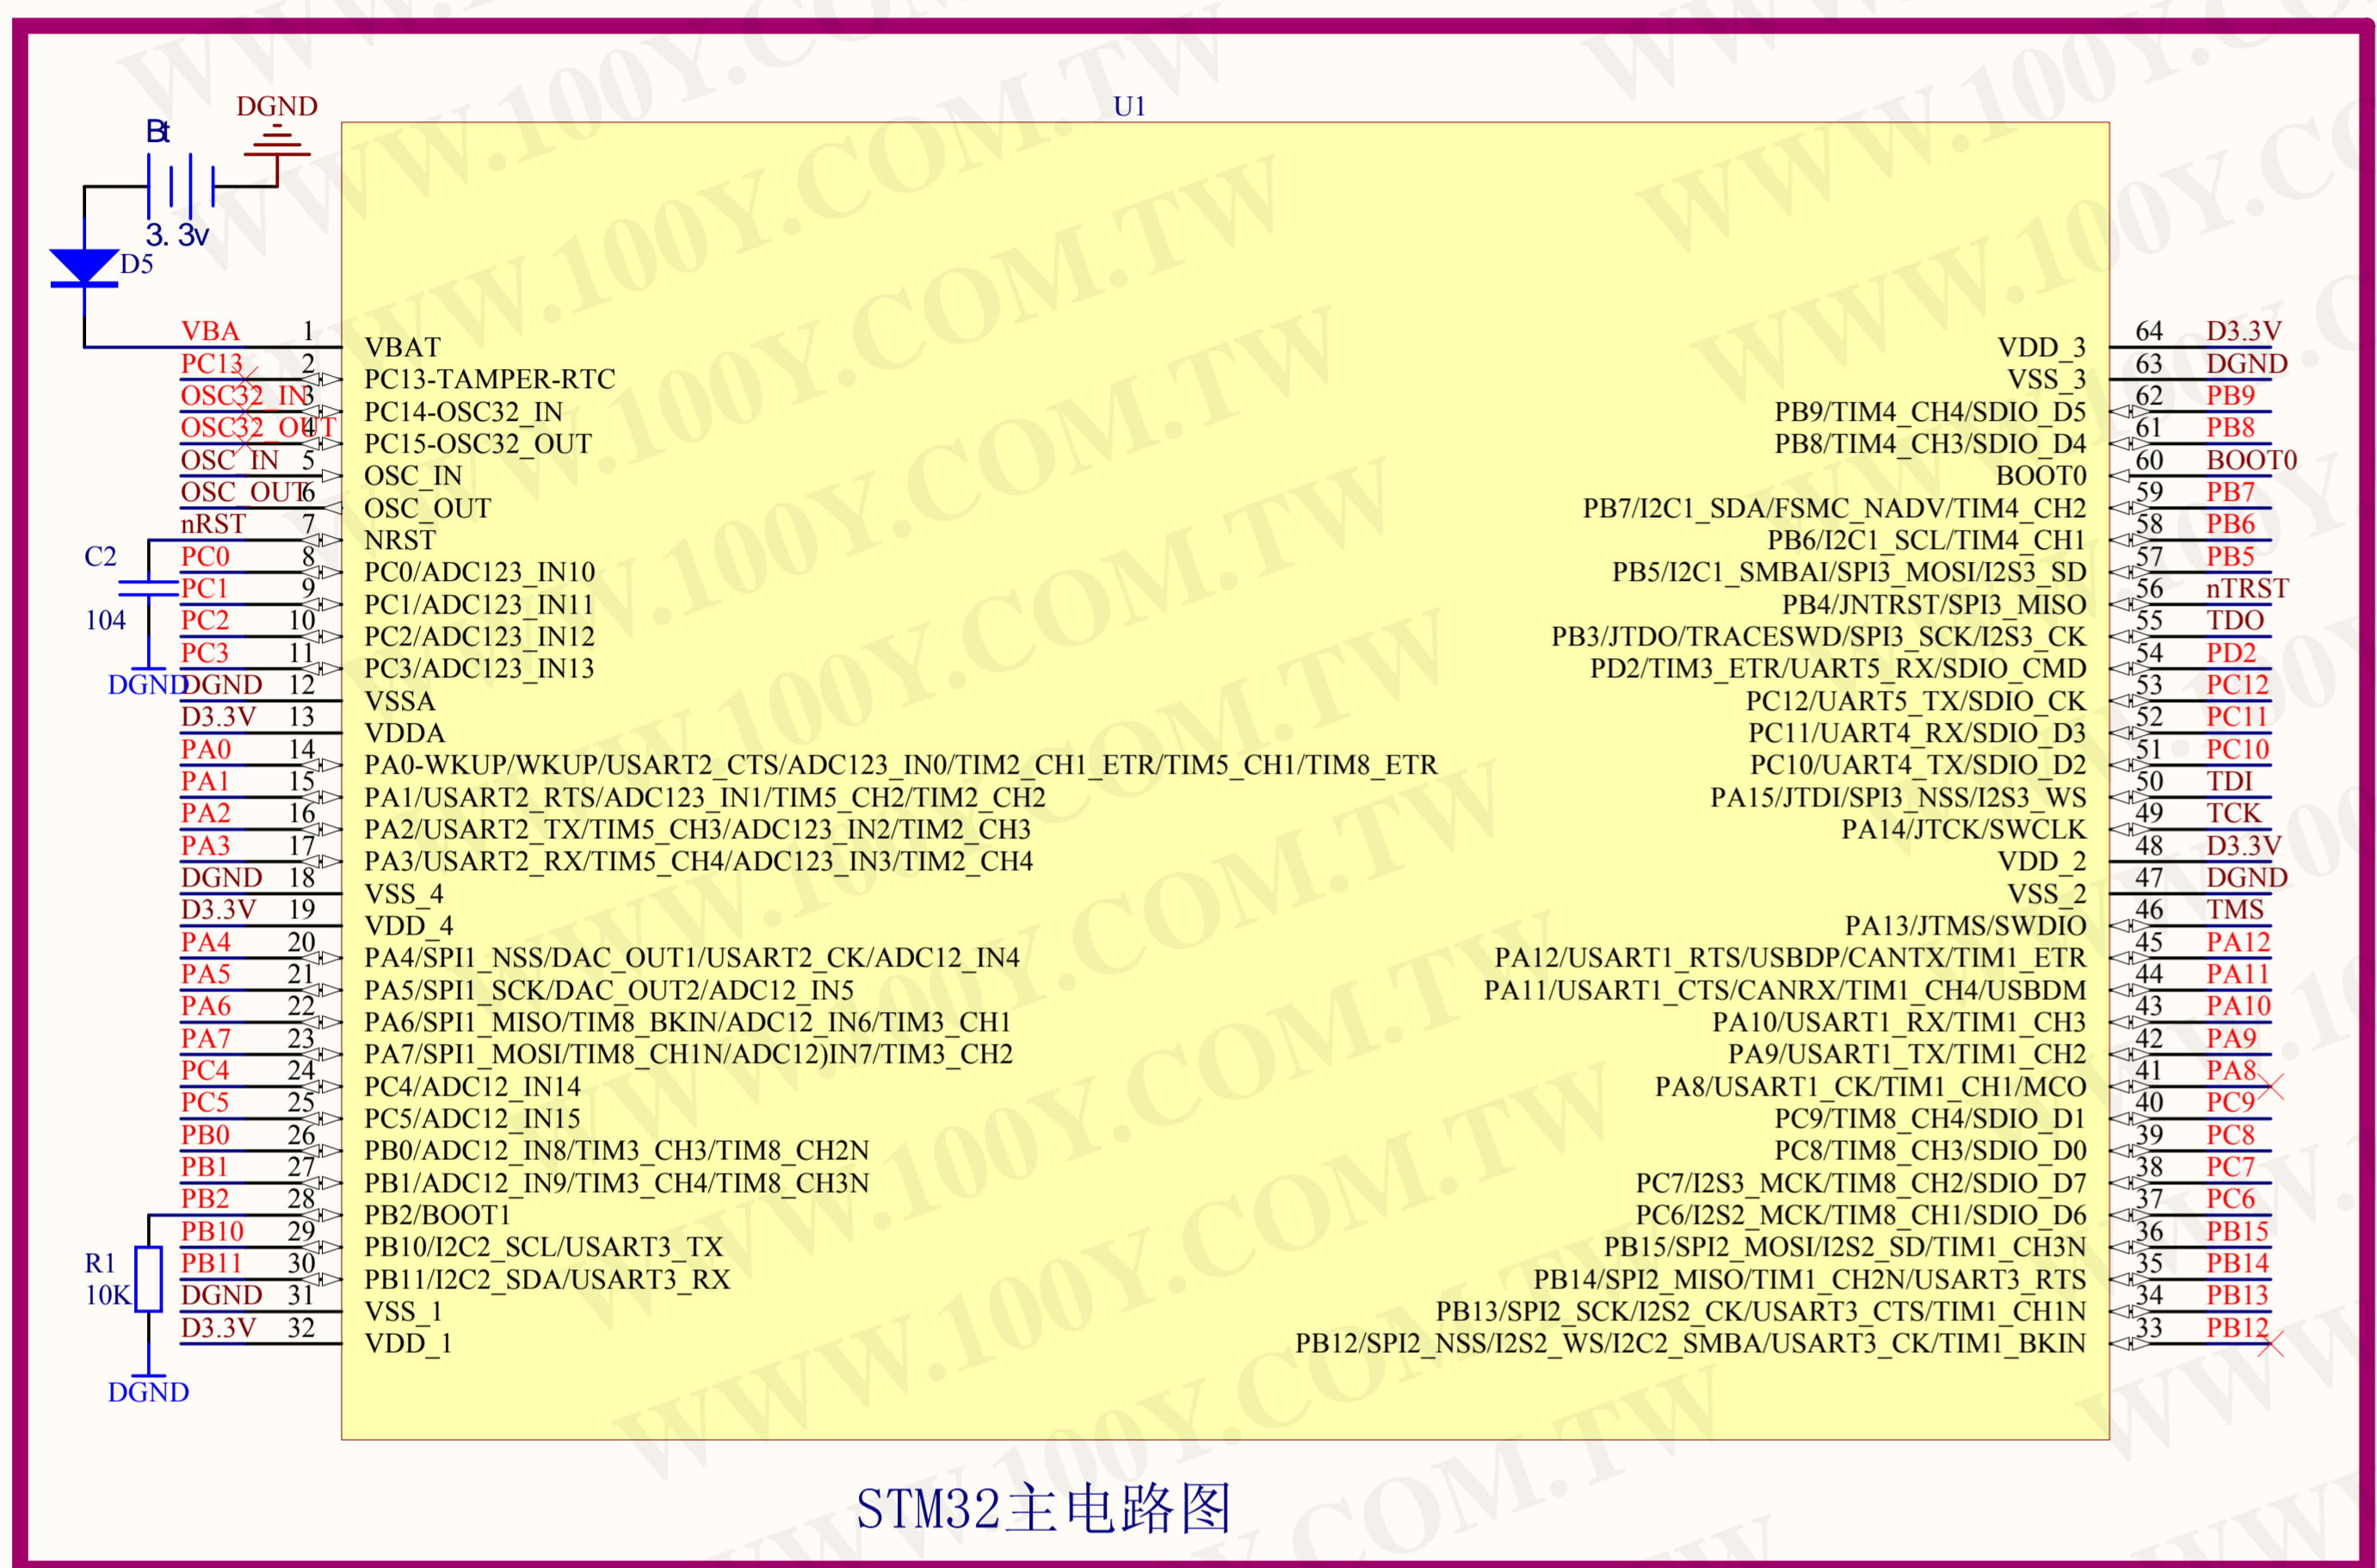 DGND
U1
Bt
3.3v
D5
VBA 1 VBAT
PC13 2 PC13-TAMPER-RTC
OSC32_IN 3 PC14-OSC32_IN
OSC32_OUT 4 PC15-OSC32_OUT
OSC_IN 5 OSC_IN
OSC_OUT 6 OSC_OUT
nRST 7 NRST
C2
104
DGND
PC0 8 PC0/ADC123_IN10
PC1 9 PC1/ADC123_IN11
PC2 10 PC2/ADC123_IN12
PC3 11 PC3/ADC123_IN13
DGND 12 VSSA
D3.3V 13 VDDA
PA0 14 PA0-WKUP/WKUP/USART2_CTS/ADC123_IN0/TIM2_CH1_ETR/TIM5_CH1/TIM8_ETR
PA1 15 PA1/USART2_RTS/ADC123_IN1/TIM5_CH2/TIM2_CH2
PA2 16 PA2/USART2_TX/TIM5_CH3/ADC123_IN2/TIM2_CH3
PA3 17 PA3/USART2_RX/TIM5_CH4/ADC123_IN3/TIM2_CH4
DGND 18 VSS_4
D3.3V 19 VDD_4
PA4 20 PA4/SPI1_NSS/DAC_OUT1/USART2_CK/ADC12_IN4
PA5 21 PA5/SPI1_SCK/DAC_OUT2/ADC12_IN5
PA6 22 PA6/SPI1_MISO/TIM8_BKIN/ADC12_IN6/TIM3_CH1
PA7 23 PA7/SPI1_MOSI/TIM8_CH1N/ADC12)IN7/TIM3_CH2
PC4 24 PC4/ADC12_IN14
PC5 25 PC5/ADC12_IN15
PB0 26 PB0/ADC12_IN8/TIM3_CH3/TIM8_CH2N
PB1 27 PB1/ADC12_IN9/TIM3_CH4/TIM8_CH3N
PB2 28 PB2/BOOT1
PB10 29 PB10/I2C2_SCL/USART3_TX
PB11 30 PB11/I2C2_SDA/USART3_RX
DGND 31 VSS_1
D3.3V 32 VDD_1
R1
10K
DGND
VDD_3 64 D3.3V
VSS_3 63 DGND
PB9/TIM4_CH4/SDIO_D5 62 PB9
PB8/TIM4_CH3/SDIO_D4 61 PB8
BOOT0 60 BOOT0
PB7/I2C1_SDA/FSMC_NADV/TIM4_CH2 59 PB7
PB6/I2C1_SCL/TIM4_CH1 58 PB6
PB5/I2C1_SMBAI/SPI3_MOSI/I2S3_SD 57 PB5
PB4/JNTRST/SPI3_MISO 56 nTRST
PB3/JTDO/TRACESWD/SPI3_SCK/I2S3_CK 55 TDO
PD2/TIM3_ETR/UART5_RX/SDIO_CMD 54 PD2
PC12/UART5_TX/SDIO_CK 53 PC12
PC11/UART4_RX/SDIO_D3 52 PC11
PC10/UART4_TX/SDIO_D2 51 PC10
PA15/JTDI/SPI3_NSS/I2S3_WS 50 TDI
PA14/JTCK/SWCLK 49 TCK
VDD_2 48 D3.3V
VSS_2 47 DGND
PA13/JTMS/SWDIO 46 TMS
PA12/USART1_RTS/USBDP/CANTX/TIM1_ETR 45 PA12
PA11/USART1_CTS/CANRX/TIM1_CH4/USBDM 44 PA11
PA10/USART1_RX/TIM1_CH3 43 PA10
PA9/USART1_TX/TIM1_CH2 42 PA9
PA8/USART1_CK/TIM1_CH1/MCO 41 PA8
PC9/TIM8_CH4/SDIO_D1 40 PC9
PC8/TIM8_CH3/SDIO_D0 39 PC8
PC7/I2S3_MCK/TIM8_CH2/SDIO_D7 38 PC7
PC6/I2S2_MCK/TIM8_CH1/SDIO_D6 37 PC6
PB15/SPI2_MOSI/I2S2_SD/TIM1_CH3N 36 PB15
PB14/SPI2_MISO/TIM1_CH2N/USART3_RTS 35 PB14
PB13/SPI2_SCK/I2S2_CK/USART3_CTS/TIM1_CH1N 34 PB13
PB12/SPI2_NSS/I2S2_WS/I2C2_SMBA/USART3_CK/TIM1_BKIN 33 PB12
STM32主电路图
WWW.100Y.COM.TW